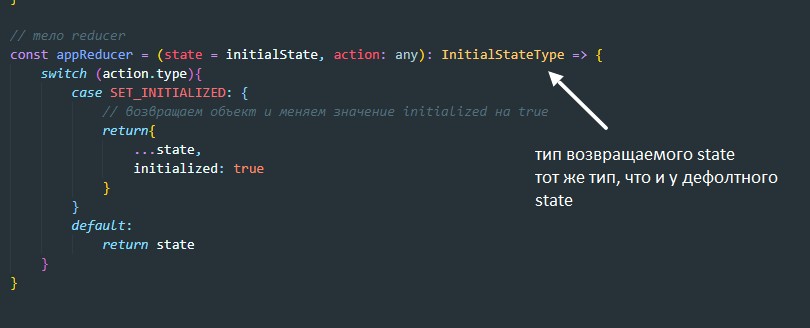 }
// тело reducer
const appReducer = (state = initialState, action: any): InitialStateType => {
switch (action.type){
case SET_INITIALIZED: {
// возвращаем объект и меняем значение initialized на true
return{
...state,
initialized: true
}
}
default:
return state
}
}
тип возвращаемого state
тот же тип, что и у дефолтного
state